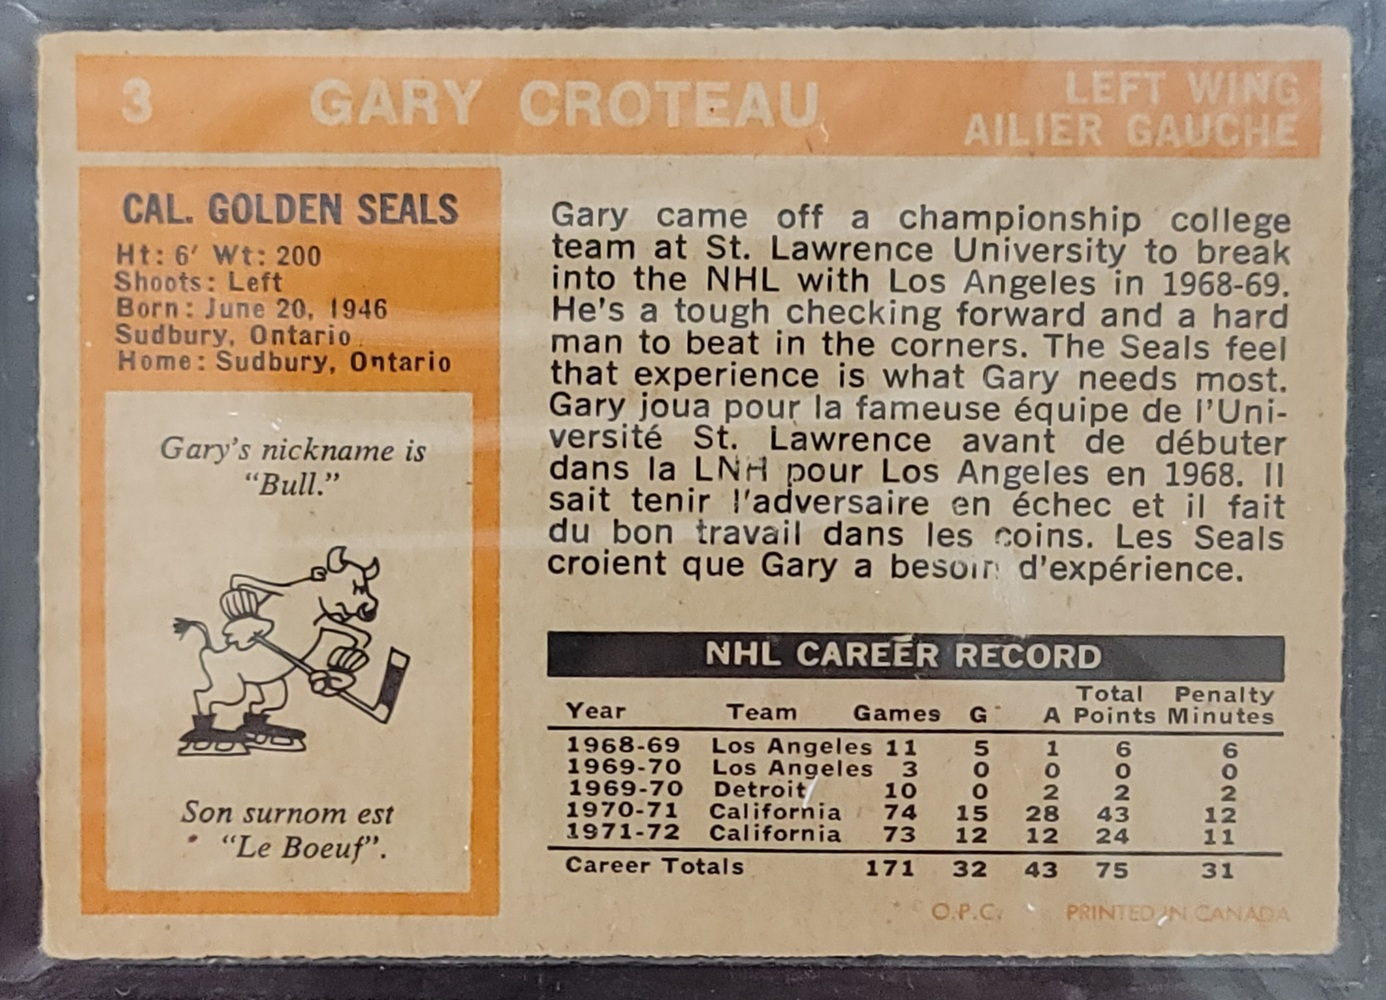 3 GARY CROTEAU LEFT WING
AILIER GAUCHE
CAL. GOLDEN SEALS
Ht: 6′ Wt: 200
Shoots: Left
Born: June 20, 1946
Sudbury, Ontario
Home: Sudbury, Ontario
Gary's nickname is
“Bull.”
Son surnom est
“Le Boeuf”.
Gary came off a championship college
team at St. Lawrence University to break
into the NHL with Los Angeles in 1968-69.
He's a tough checking forward and a hard
man to beat in the corners. The Seals feel
that experience is what Gary needs most.
Gary joua pour la fameuse équipe de l'Uni-
versité St. Lawrence avant de débuter
dans la LNH pour Los Angeles en 1968. Il
sait tenir l'adversaire en échec et il fait
du bon travail dans les coins. Les Seals
croient que Gary a besoin d'expérience.
NHL CAREER RECORD
Year Team Games G A Total Points Penalty Minutes
1968-69 Los Angeles 11 5 1 6 6
1969-70 Los Angeles 3 0 0 0 0
1969-70 Detroit 10 0 2 2 2
1970-71 California 74 15 28 43 12
1971-72 California 73 12 12 24 11
Career Totals 171 32 43 75 31
O.P.C. PRINTED IN CANADA